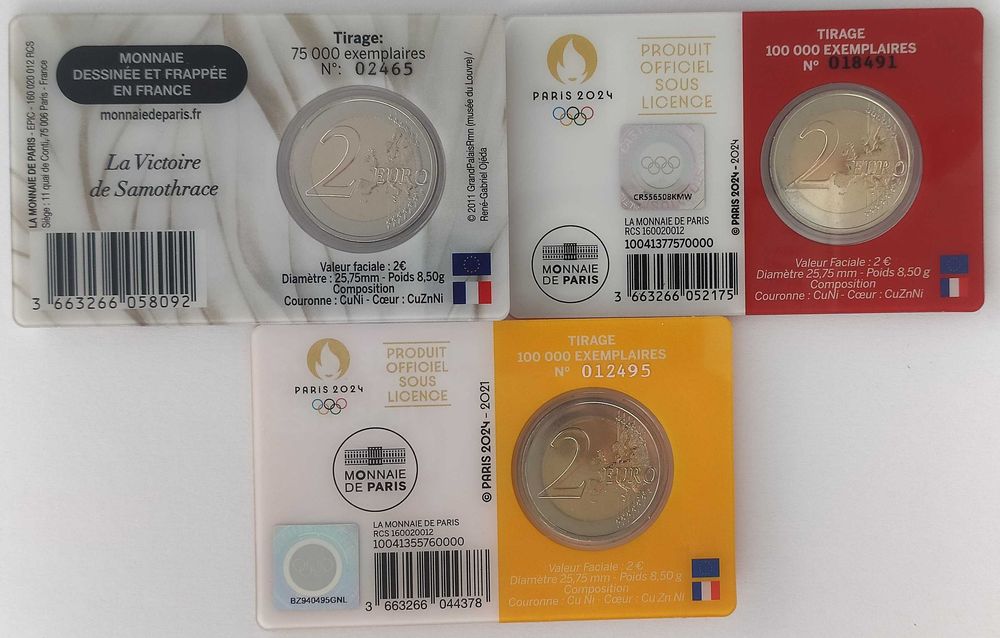 MONNAIE
DESSINÉE ET FRAPPÉE
EN FRANCE
monnaiedeparis.fr
La Victoire
de Samothrace
LA MONNAIE DE PARIS - EPIC - 160 020 012 RCS
Siège : 11 quai de Conti, 75 006 Paris - France
3 663266 058092
Tirage:
75 000 exemplaires
N°: 02465
2 EURO
© 2011 GrandPalaisRmn (musée du Louvre) /
René-Gabriel Ojéda
Valeur faciale : 2€
Diamètre : 25,75mm - Poids 8,50g
Composition
Couronne : CuNi - Cœur : CuZnNi
PARIS 2024
PRODUIT
OFFICIEL
SOUS
LICENCE
CR556508KMW
© PARIS 2024 - 2024
MONNAIE
DE PARIS
LA MONNAIE DE PARIS
RCS 160020012
10041377570000
3 663266 052175
TIRAGE
100 000 EXEMPLAIRES
N° 018491
2 EURO
Valeur Faciale : 2 €
Diamètre 25,75 mm - Poids 8,50 g
Composition
Couronne : CuNi - Cœur : CuZnNi
PARIS 2024
PRODUIT
OFFICIEL
SOUS
LICENCE
© PARIS 2024 - 2021
MONNAIE
DE PARIS
LA MONNAIE DE PARIS
RCS 160020012
10041355760000
BZ940495GNL
3 663266 044378
TIRAGE
100 000 EXEMPLAIRES
N° 012495
2 EURO
Valeur Faciale : 2 €
Diamètre 25,75 mm - Poids 8,50 g
Composition
Couronne : Cu Ni - Cœur : Cu Zn Ni